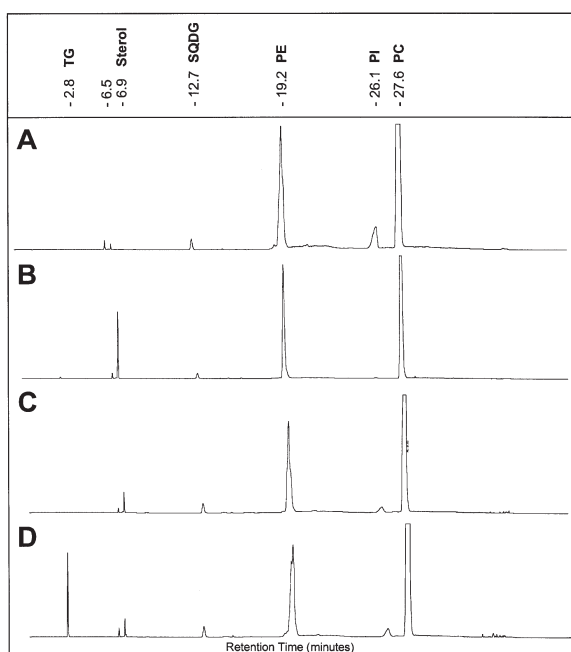 - 2.8 TG
- 6.5
- 6.9 Sterol
- 12.7 SQDG
- 19.2 PE
- 26.1 PI
- 27.6 PC
A
B
C
D
Retention Time (minutes)